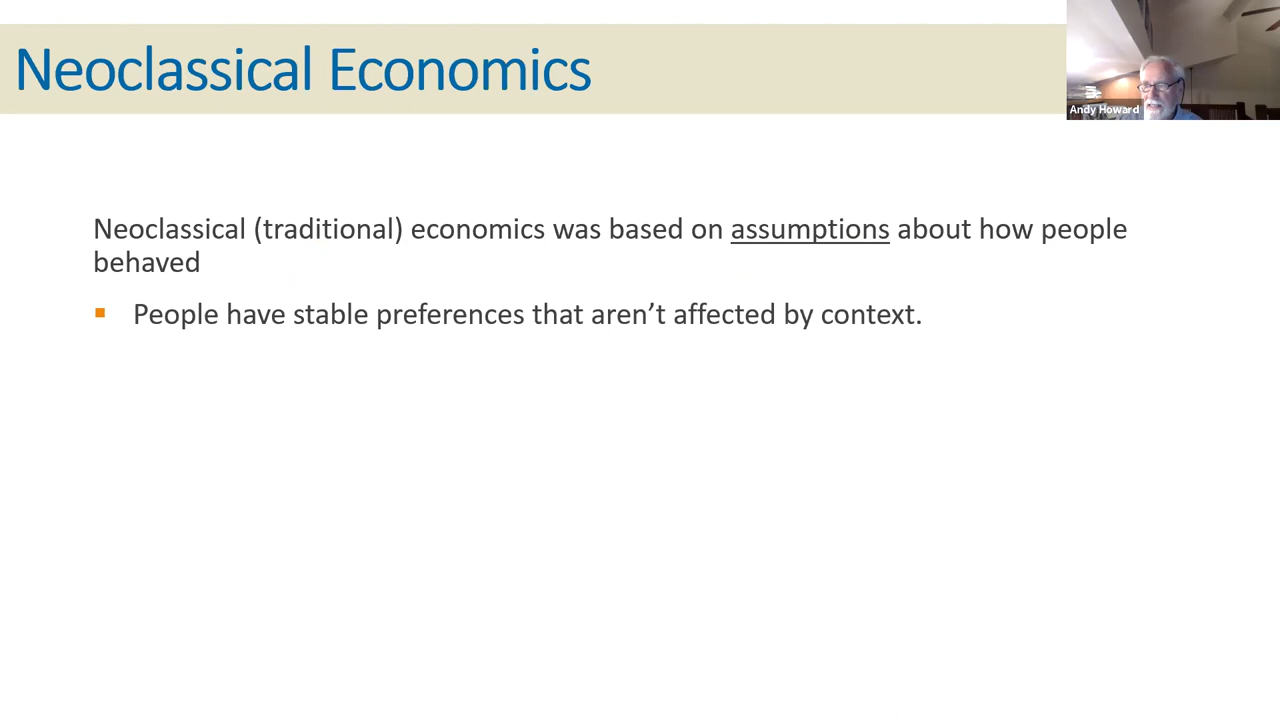 Neoclassical Economics
Andy Howard
Neoclassical (traditional) economics was based on assumptions about how people
behaved
People have stable preferences that aren’t affected by context.